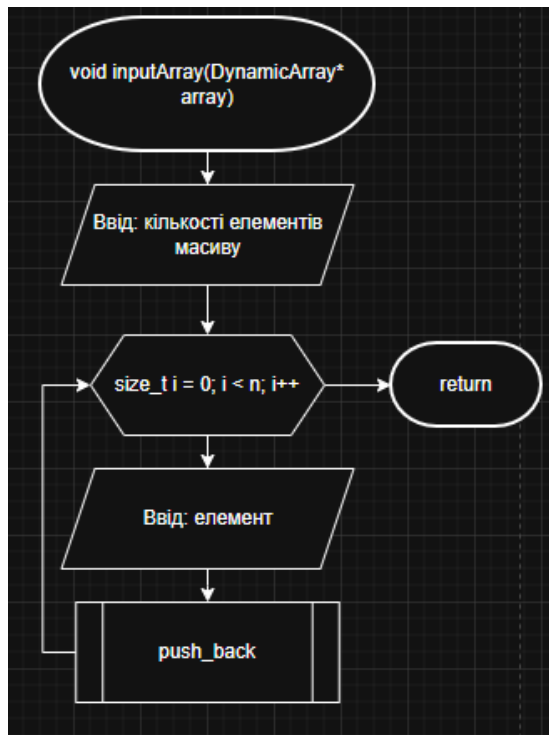 void inputArray(DynamicArray*
array)
Ввід: кількості елементів
масиву
size_t i = 0; i < n; i++
return
Ввід: елемент
push_back